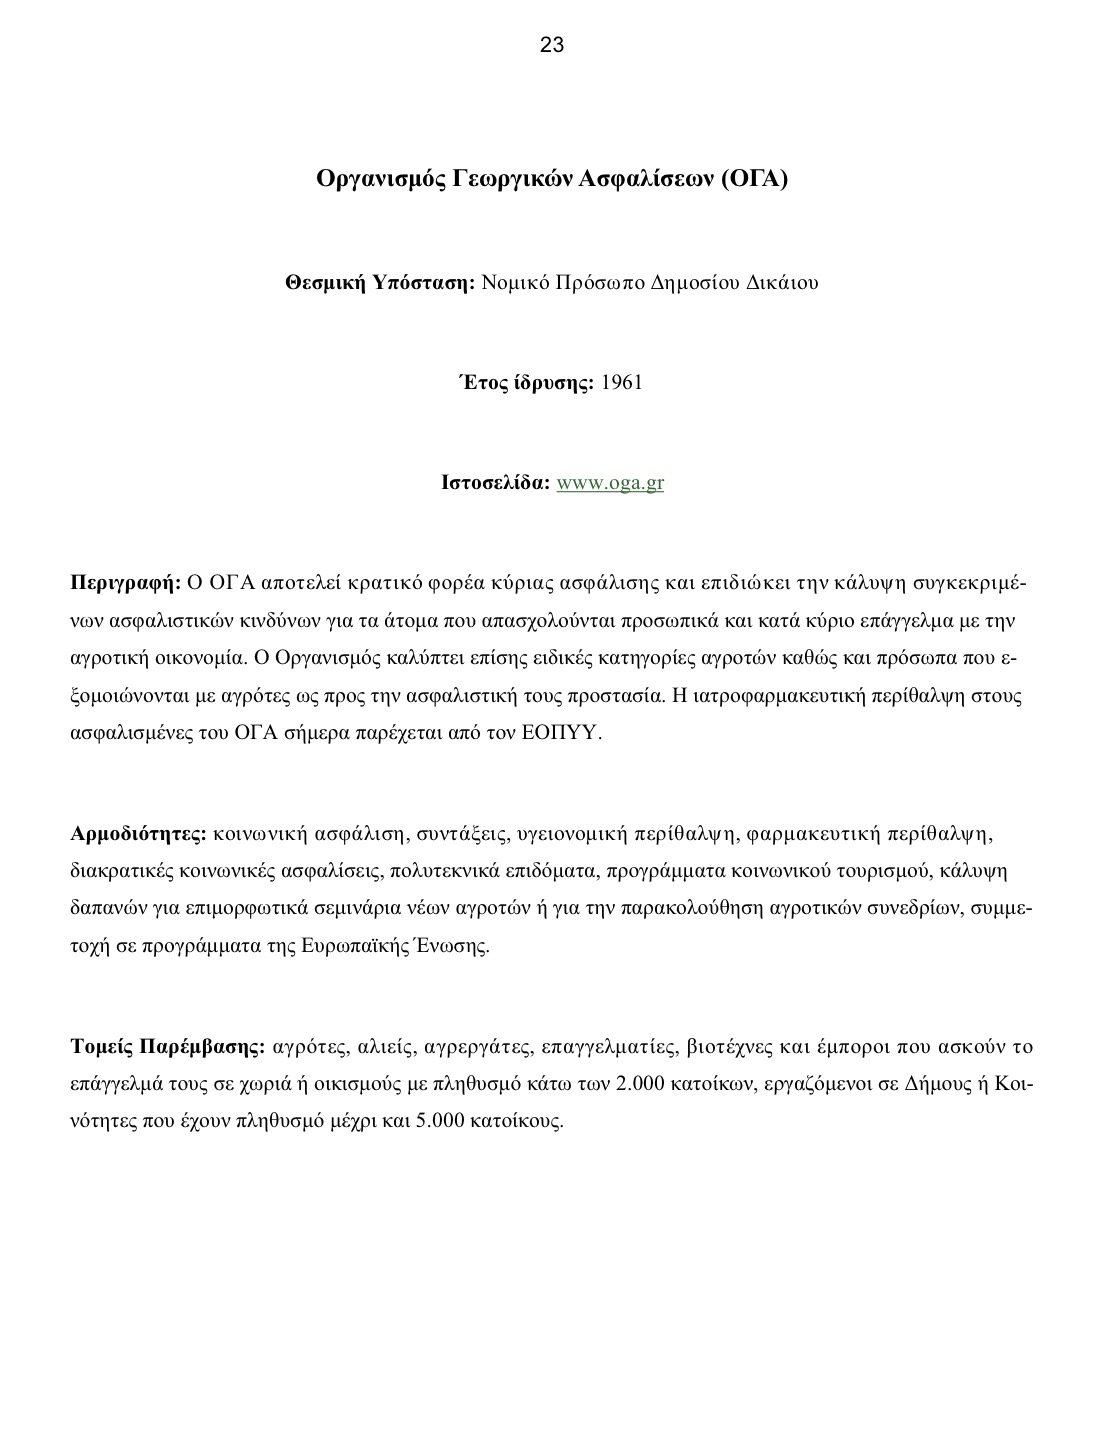 23
Οργανισμός Γεωργικών Ασφαλίσεων (ΟΓΑ)
Θεσμική Υπόσταση: Νομικό Πρόσωπο Δημοσίου Δικάιου
Έτος ίδρυσης: 1961
Ιστοσελίδα: www.oga.gr
Περιγραφή: Ο ΟΓΑ αποτελεί κρατικό φορέα κύριας ασφάλισης και επιδιώκει την κάλυψη συγκεκριμέ-
νων ασφαλιστικών κινδύνων για τα άτομα που απασχολούνται προσωπικά και κατά κύριο επάγγελμα με την
αγροτική οικονομία. Ο Οργανισμός καλύπτει επίσης ειδικές κατηγορίες αγροτών καθώς και πρόσωπα που ε-
ξομοιώνονται με αγρότες ως προς την ασφαλιστική τους προστασία. Η ιατροφαρμακευτική περίθαλψη στους
ασφαλισμένες του ΟΓΑ σήμερα παρέχεται από τον ΕΟΠΥΥ.
Αρμοδιότητες: κοινωνική ασφάλιση, συντάξεις, υγειονομική περίθαλψη, φαρμακευτική περίθαλψη,
διακρατικές κοινωνικές ασφαλίσεις, πολυτεκνικά επιδόματα, προγράμματα κοινωνικού τουρισμού, κάλυψη
δαπανών για επιμορφωτικά σεμινάρια νέων αγροτών ή για την παρακολούθηση αγροτικών συνεδρίων, συμμε-
τοχή σε προγράμματα της Ευρωπαϊκής Ένωσης.
Τομείς Παρέμβασης: αγρότες, αλιείς, αγρεργάτες, επαγγελματίες, βιοτέχνες και έμποροι που ασκούν το
επάγγελμά τους σε χωριά ή οικισμούς με πληθυσμό κάτω των 2.000 κατοίκων, εργαζόμενοι σε Δήμους ή Κοι-
νότητες που έχουν πληθυσμό μέχρι και 5.000 κατοίκους.